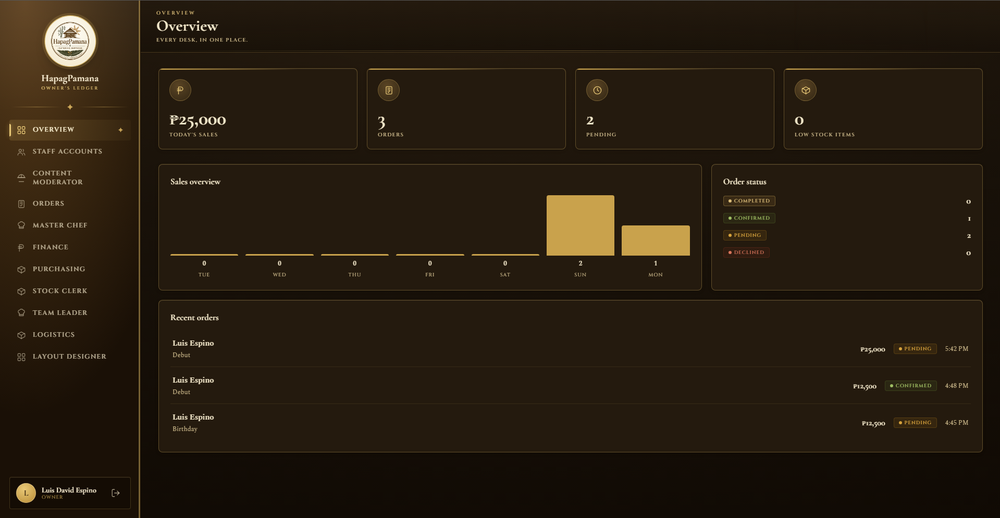 HapagPamana
CATERING SERVICES
HapagPamana
OWNER'S LEDGER
OVERVIEW
STAFF ACCOUNTS
CONTENT
MODERATOR
ORDERS
MASTER CHEF
FINANCE
PURCHASING
STOCK CLERK
TEAM LEADER
LOGISTICS
LAYOUT DESIGNER
L
Luis David Espino
OWNER
OVERVIEW
Overview
EVERY DESK, IN ONE PLACE.
₱25,000
TODAY'S SALES
3
ORDERS
2
PENDING
0
LOW STOCK ITEMS
Sales overview
0 0 0 0 0 2 1
TUE WED THU FRI SAT SUN MON
Order status
COMPLETED 0
CONFIRMED 1
PENDING 2
DECLINED 0
Recent orders
Luis Espino
Debut
₱25,000 PENDING 5:42 PM
Luis Espino
Debut
₱12,500 CONFIRMED 4:48 PM
Luis Espino
Birthday
₱12,500 PENDING 4:45 PM